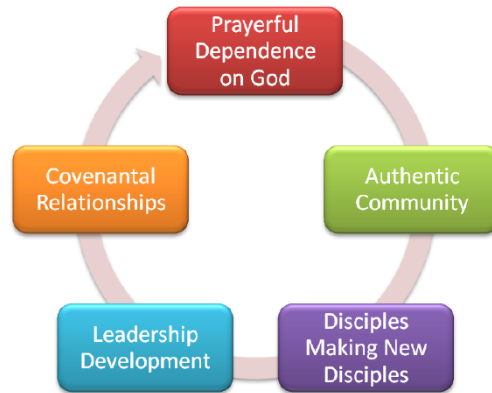 Prayerful
Dependence
on God
Authentic
Community
Disciples
Making New
Disciples
Leadership
Development
Covenantal
Relationships